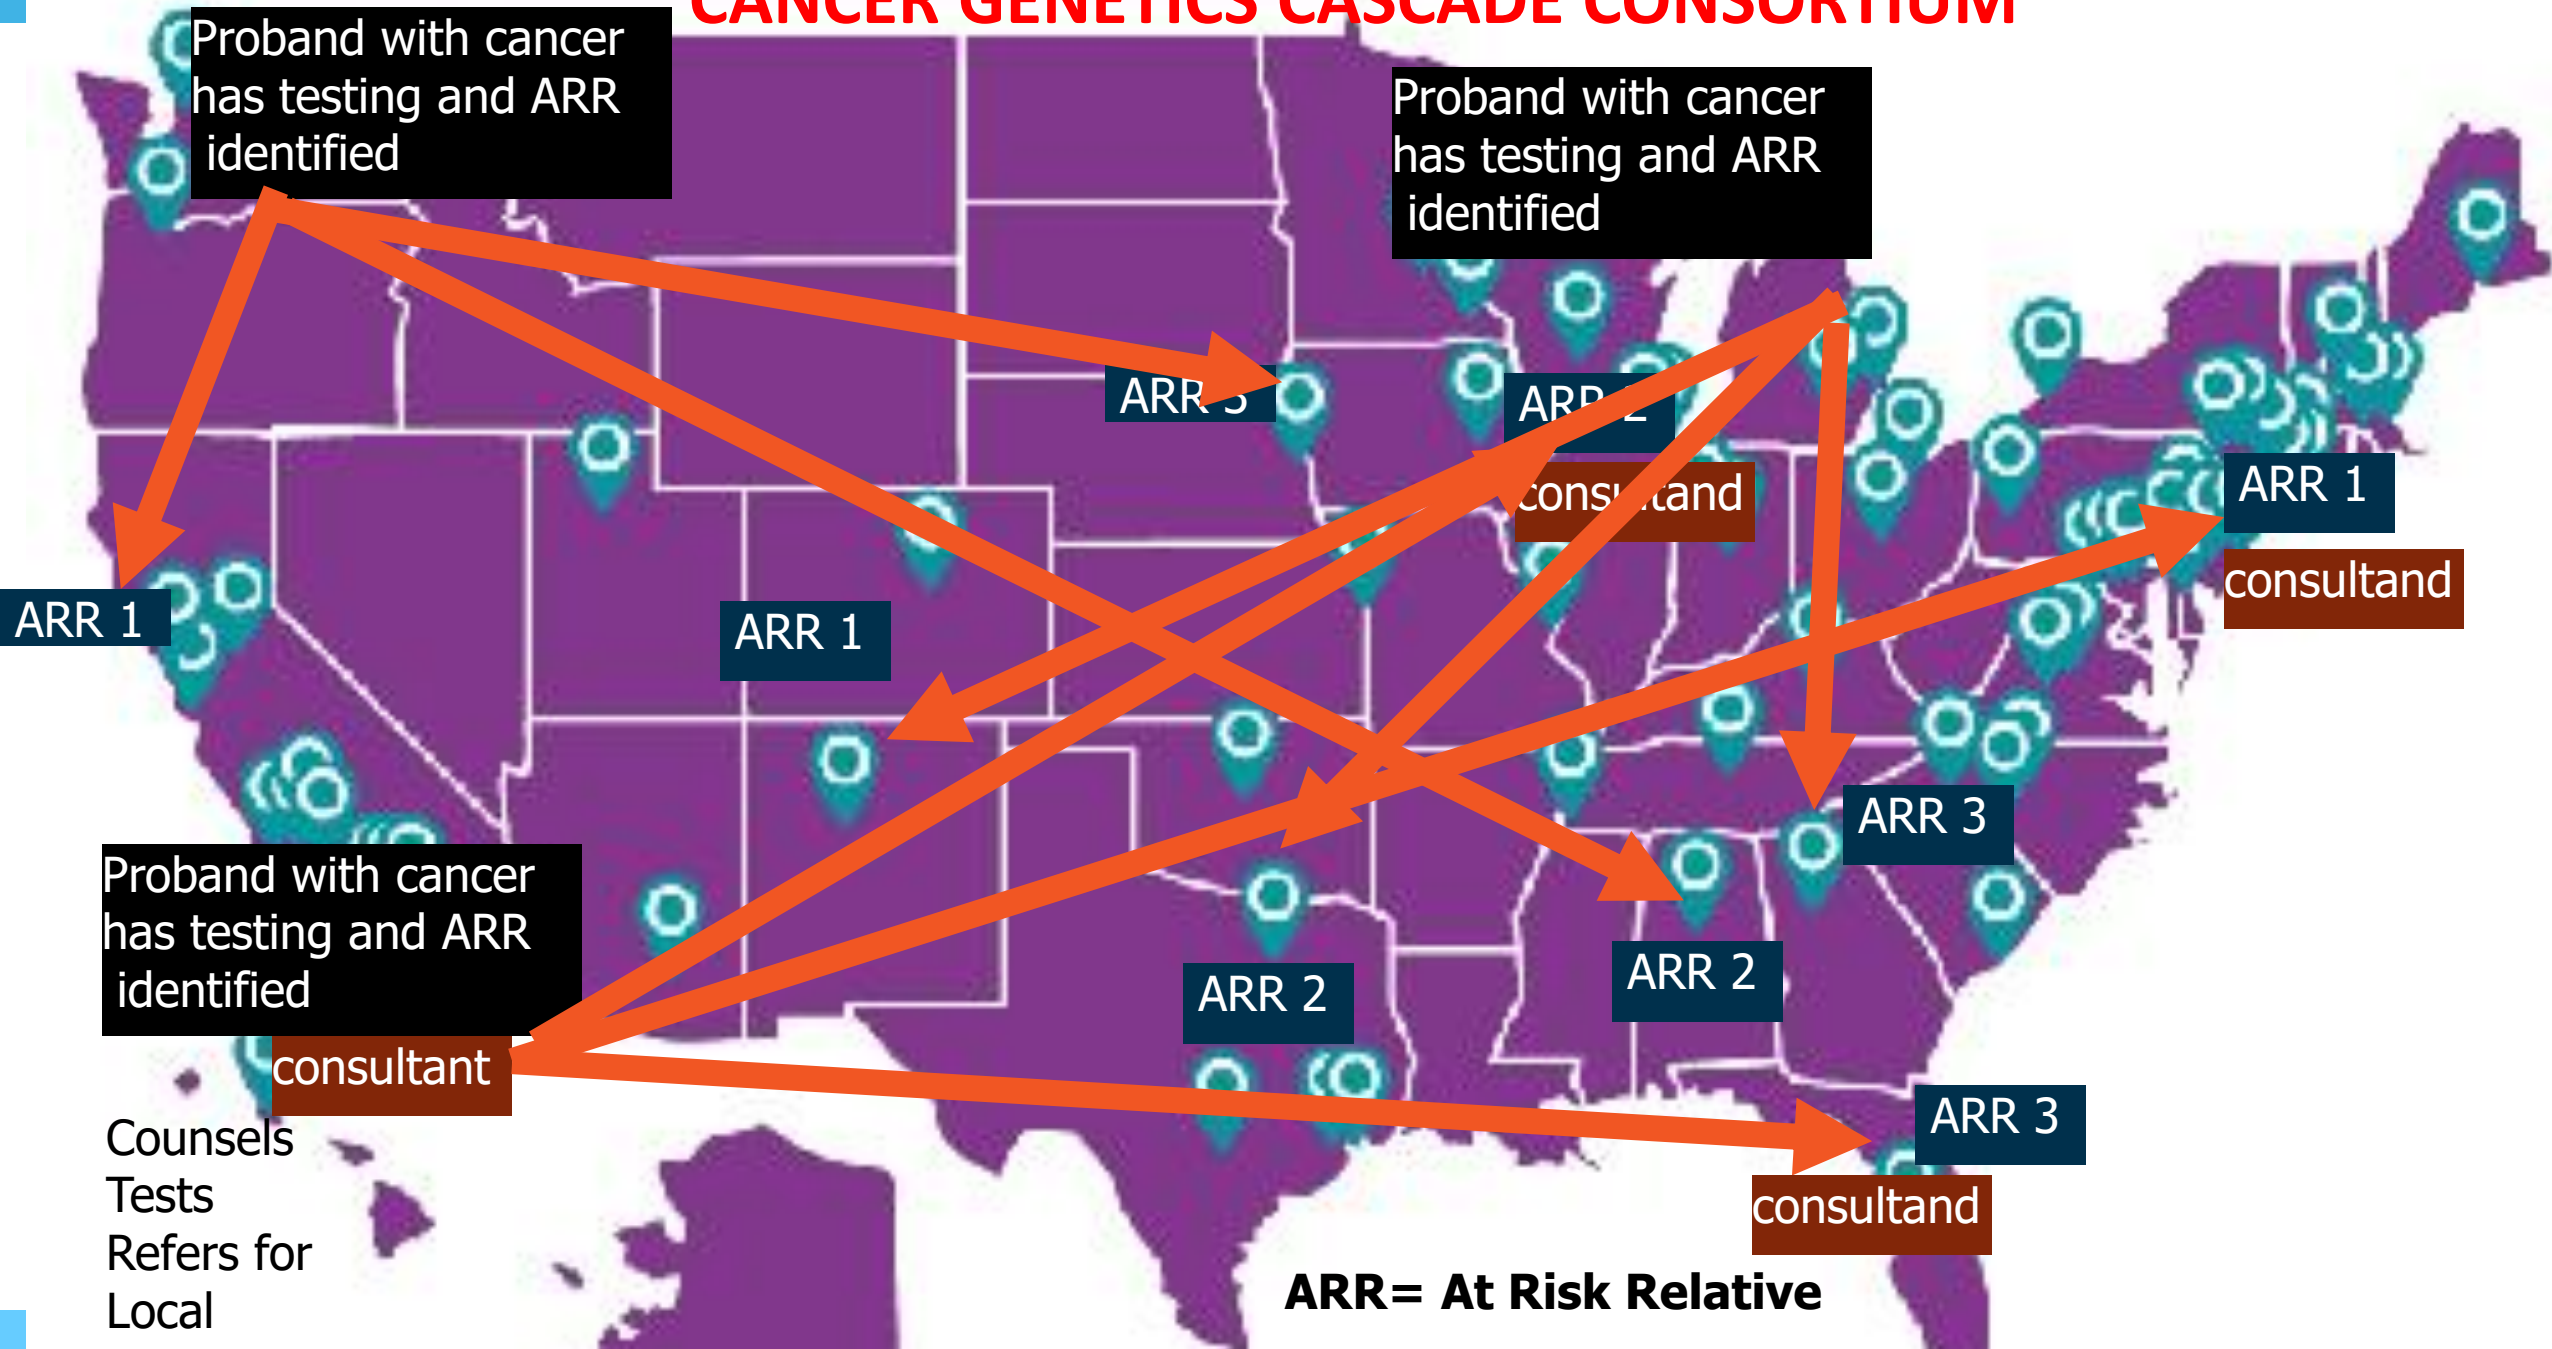 CANCER GENETICS CASCADE CONSORTIUM
Proband with cancer
has testing and ARR
identified
Proband with cancer
has testing and ARR
identified
ARR 3
ARR 2
consultand
ARR 1
consultand
ARR 1
ARR 1
ARR 3
Proband with cancer
has testing and ARR
identified
consultant
ARR 2
ARR 2
Counsels
Tests
Refers for
Local
ARR 3
consultand
ARR= At Risk Relative